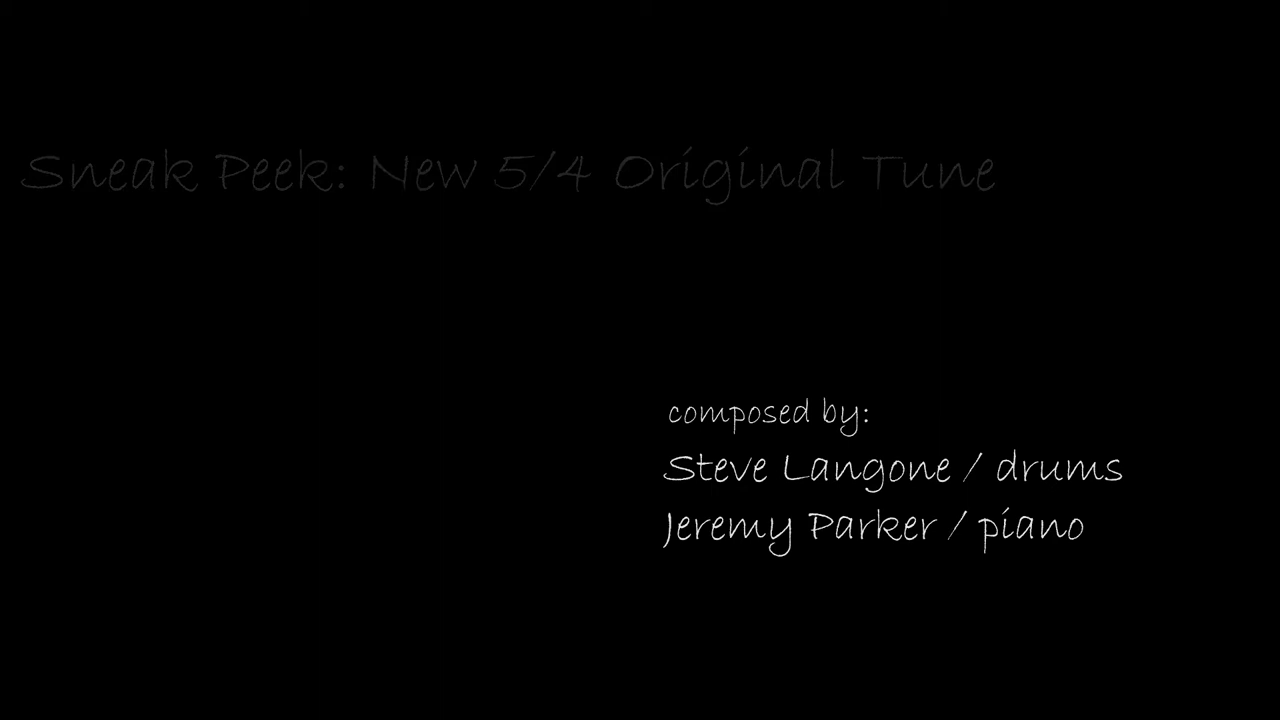 Sneak Peek: New 5/4 Original Tune
composed by:
Steve Langone / drums
Jeremy Parker / piano